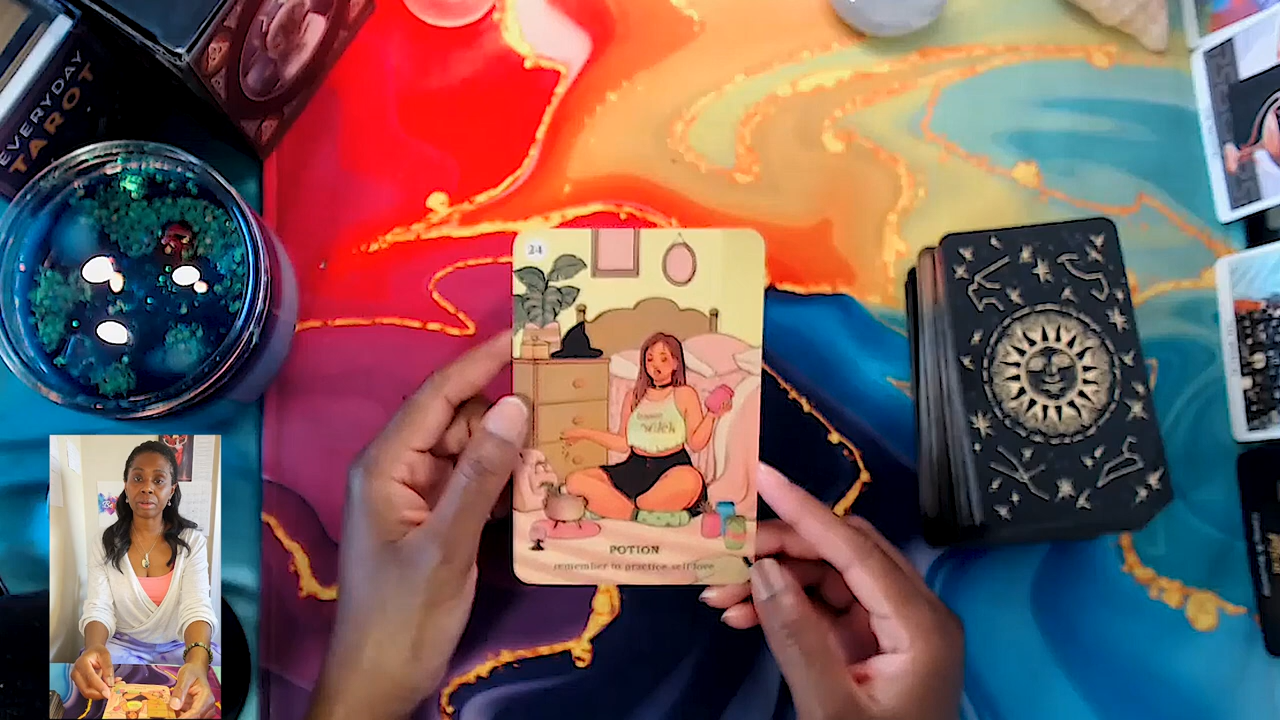 EVERYDAY
TAROT
24
witch
POTION
remember to practice self love